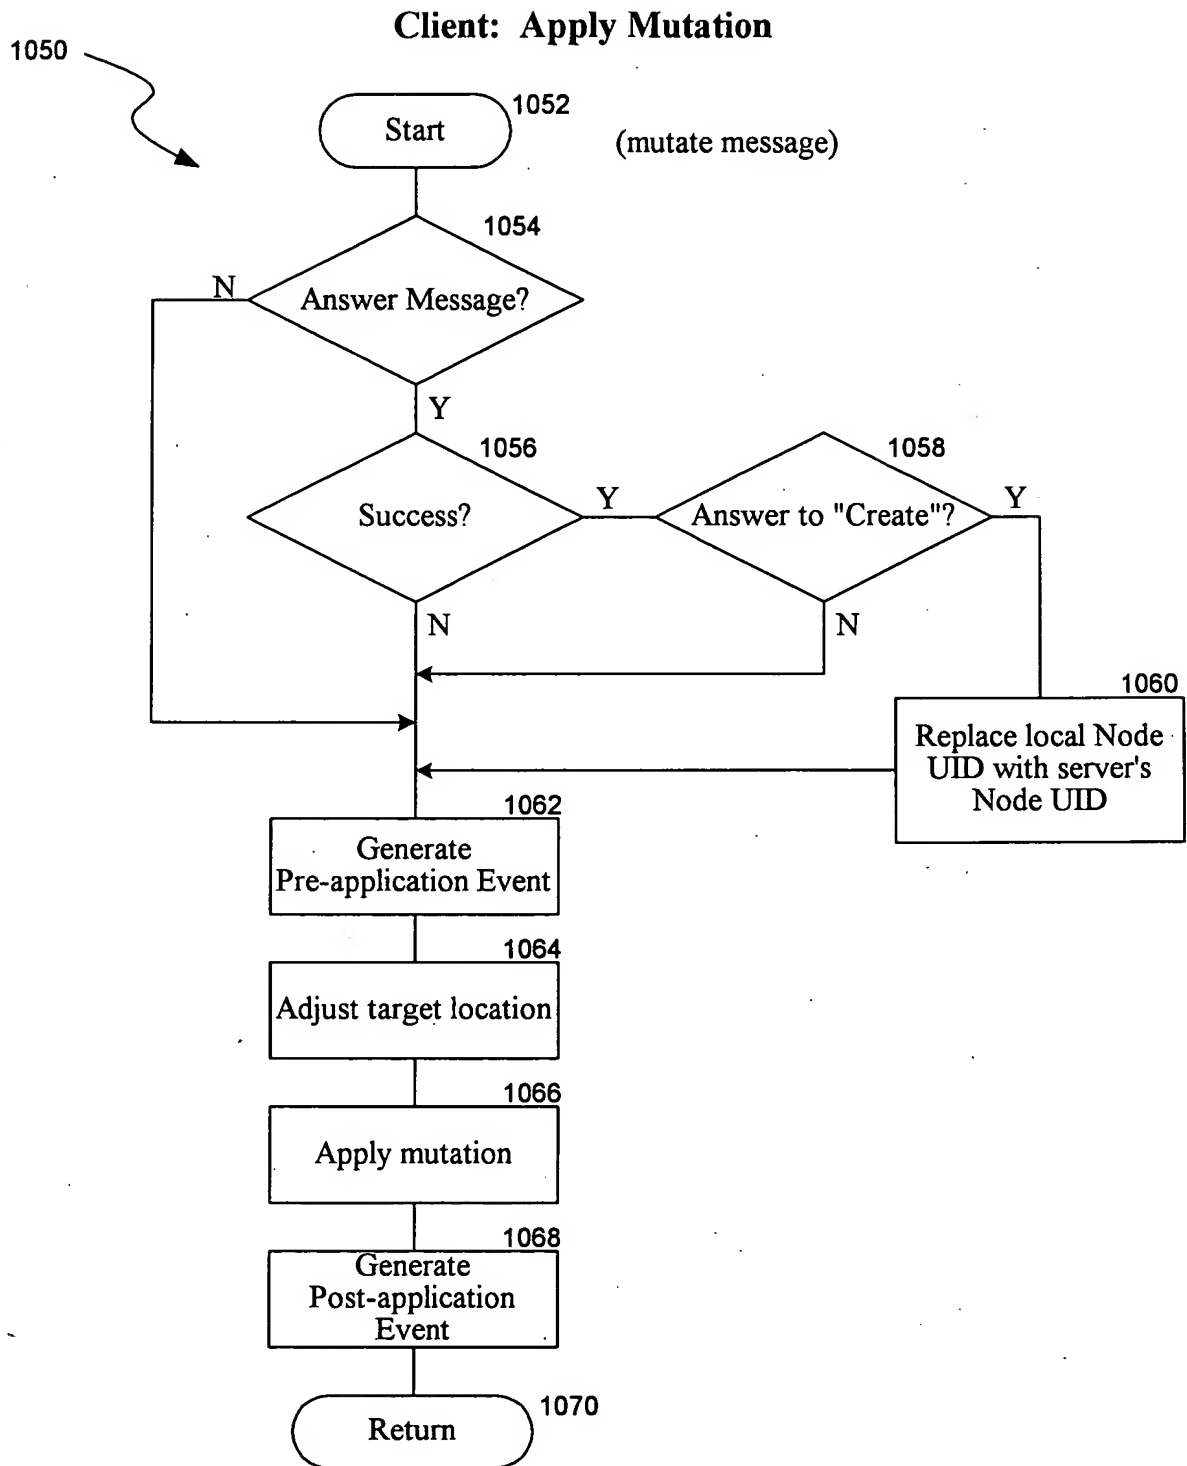 Client: Apply Mutation
1050
1052
Start
(mutate message)
1054
N
Answer Message?
Y
1056
1058
Success?
Y
Answer to "Create"?
Y
N
N
1060
Replace local Node
UID with server's
Node UID
1062
Generate
Pre-application Event
1064
Adjust target location
1066
Apply mutation
1068
Generate
Post-application
Event
1070
Return